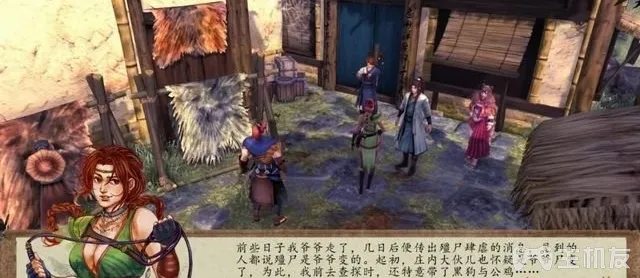 前些日子我爷爷走了，几日后便传出殭尸肆虐的消到的
人都说殭尸是爷爷变的。起初，庄内大伙儿也怀疑
了，为此，我前去查探时，还特意带了黑狗与公鸡……